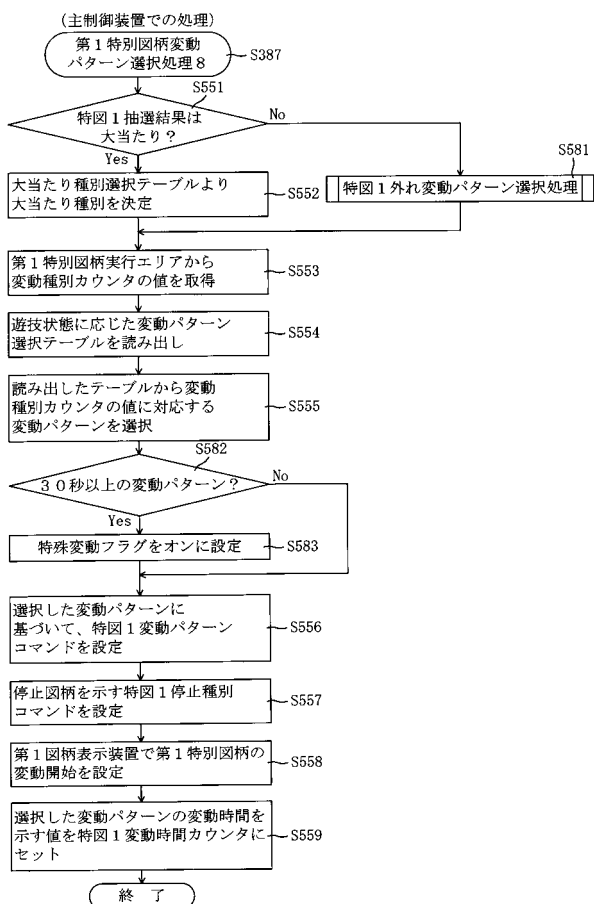 (主制御装置での処理)
第1特別図柄変動
パターン選択処理8
S387
S551
特図1抽選結果は
大当たり?
No
Yes
S581
特図1外れ変動パターン選択処理
大当たり種別選択テーブルより
大当たり種別を決定
S552
第1特別図柄実行エリアから
変動種別カウンタの値を取得
S553
遊技状態に応じた変動パターン
選択テーブルを読み出し
S554
読み出したテーブルから変動
種別カウンタの値に対応する
変動パターンを選択
S555
S582
30秒以上の変動パターン?
No
Yes
特殊変動フラグをオンに設定
S583
選択した変動パターンに
基づいて、特図1変動パターン
コマンドを設定
S556
停止図柄を示す特図1停止種別
コマンドを設定
S557
第1図柄表示装置で第1特別図柄の
変動開始を設定
S558
選択した変動パターンの変動時間を
示す値を特図1変動時間カウンタに
セット
S559
終 了